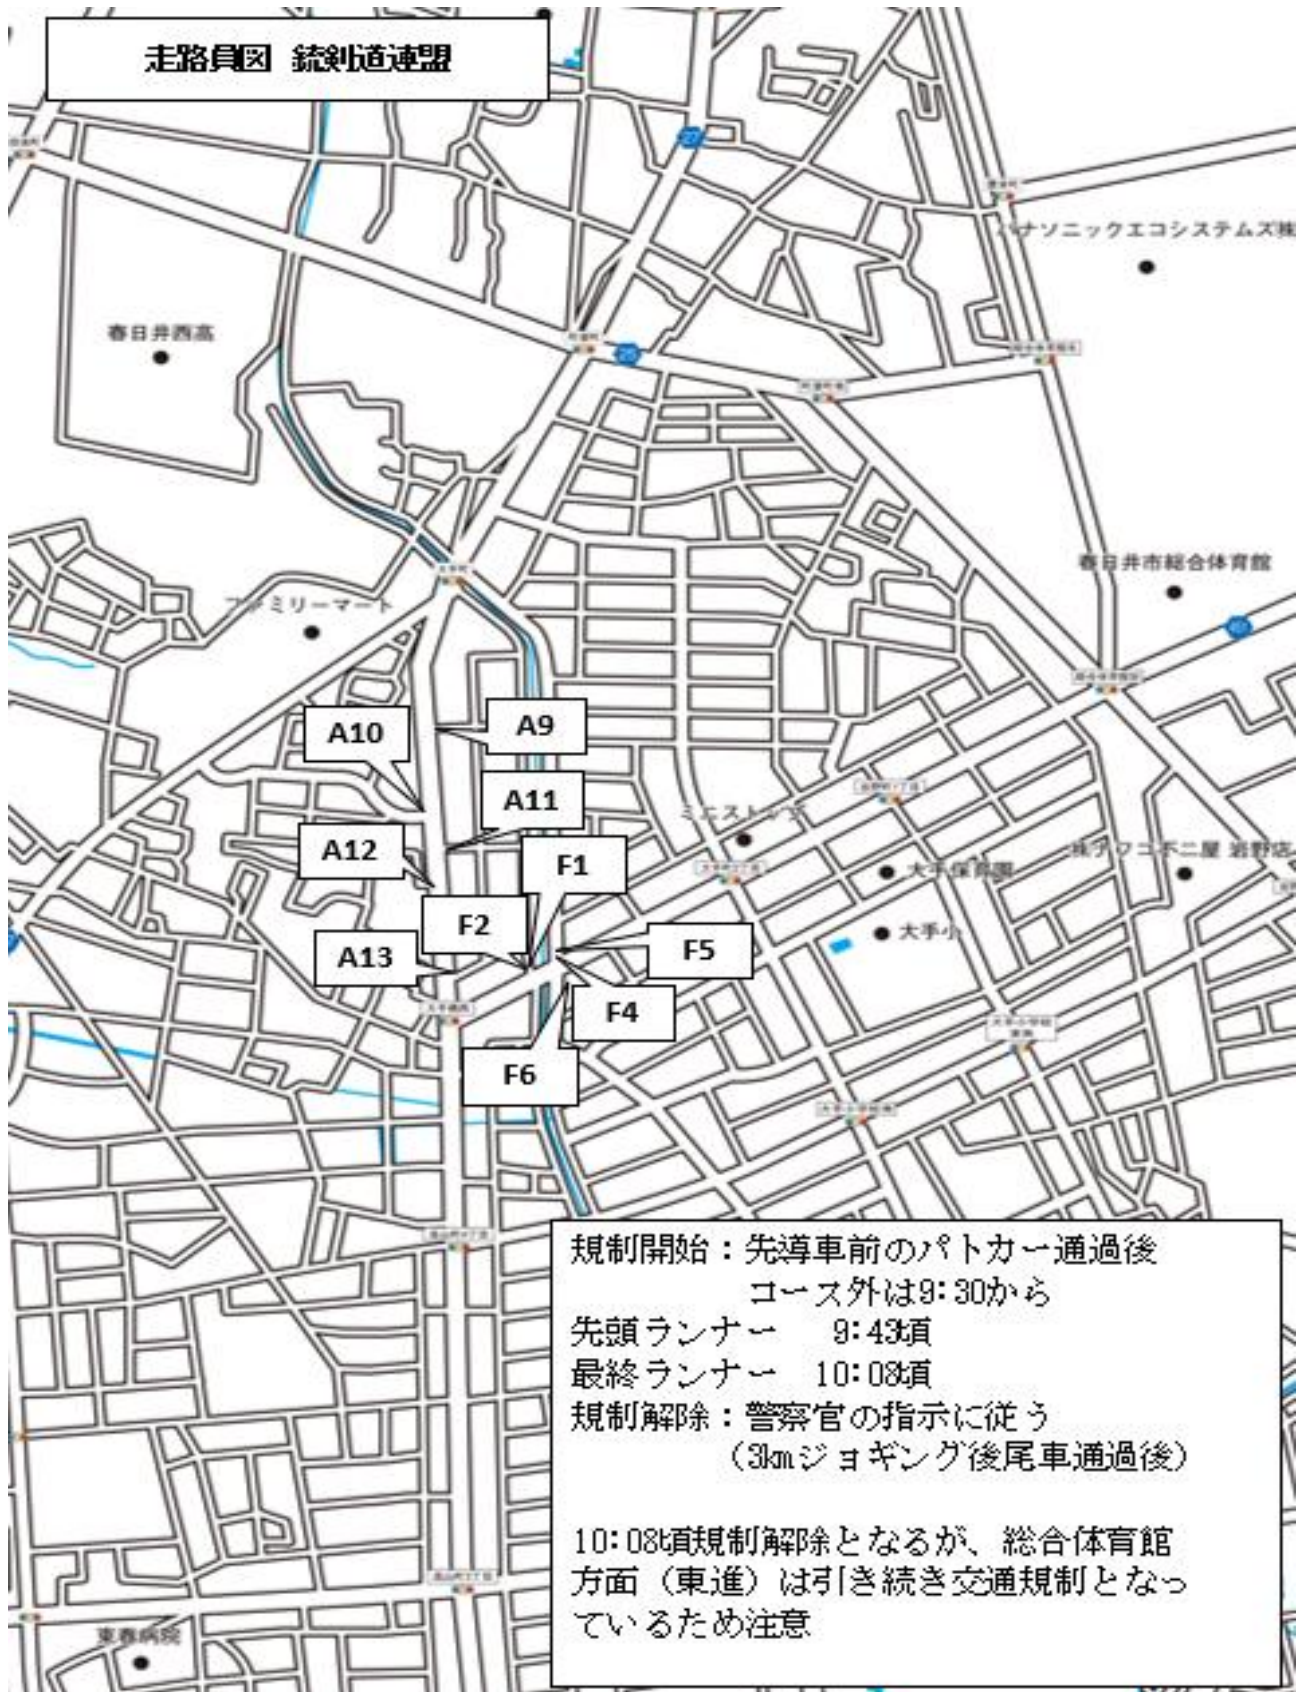 走路員図 銃剣道連盟
パナソニックエコシステムズ㈱
春日井西高
春日井市総合体育館
ファミリーマート
A10
A9
A11
ミニストップ
A12
F1
大手保育園
F2
大手小
A13
F5
F4
F6
規制開始：先導車前のパトカー通過後
コース外は9:30から
先頭ランナー 9:43頃
最終ランナー 10:08頃
規制解除：警察官の指示に従う
（3kmジョギング後尾車通過後）
10:08頃規制解除となるが、総合体育館
方面（東進）は引き続き交通規制となっ
ているため注意
東春病院